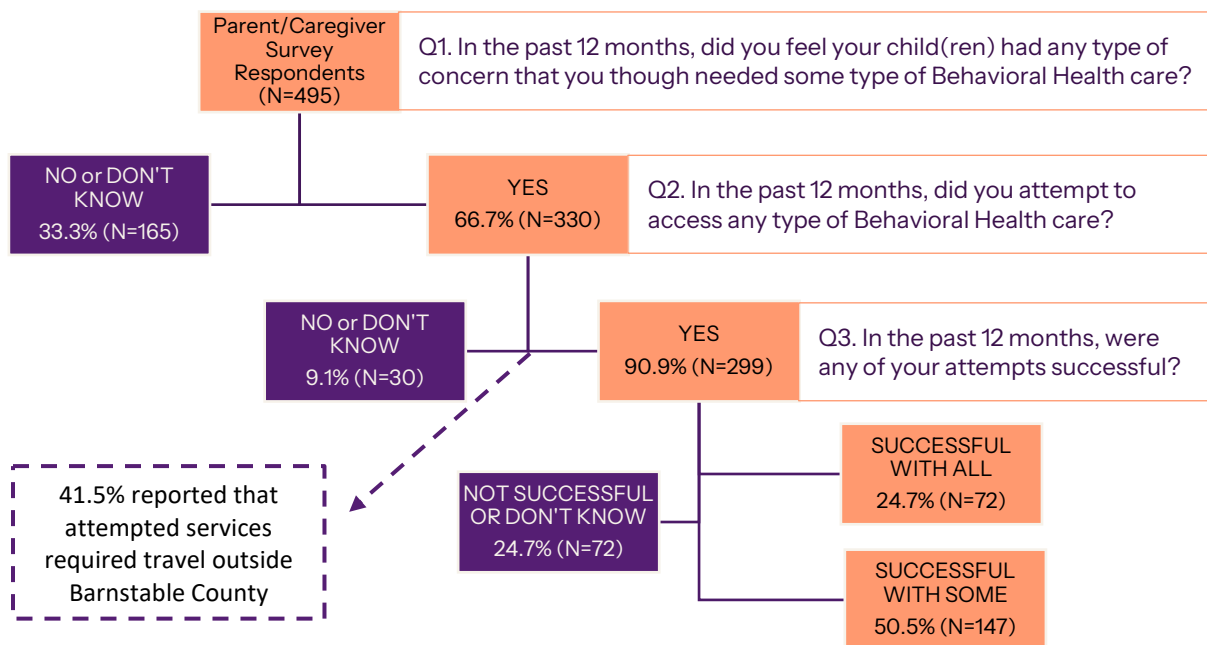 Parent/Caregiver
Survey
Respondents
(N=495)
Q1. In the past 12 months, did you feel your child(ren) had any type of
concern that you though needed some type of Behavioral Health care?
NO or DON'T
KNOW
33.3% (N=165)
YES
66.7% (N=330)
Q2. In the past 12 months, did you attempt to
access any type of Behavioral Health care?
NO or DON'T
KNOW
9.1% (N=30)
YES
90.9% (N=299)
Q3. In the past 12 months, were
any of your attempts successful?
41.5% reported that
attempted services
required travel outside
Barnstable County
NOT SUCCESSFUL
OR DON'T KNOW
24.7% (N=72)
SUCCESSFUL
WITH ALL
24.7% (N=72)
SUCCESSFUL
WITH SOME
50.5% (N=147)